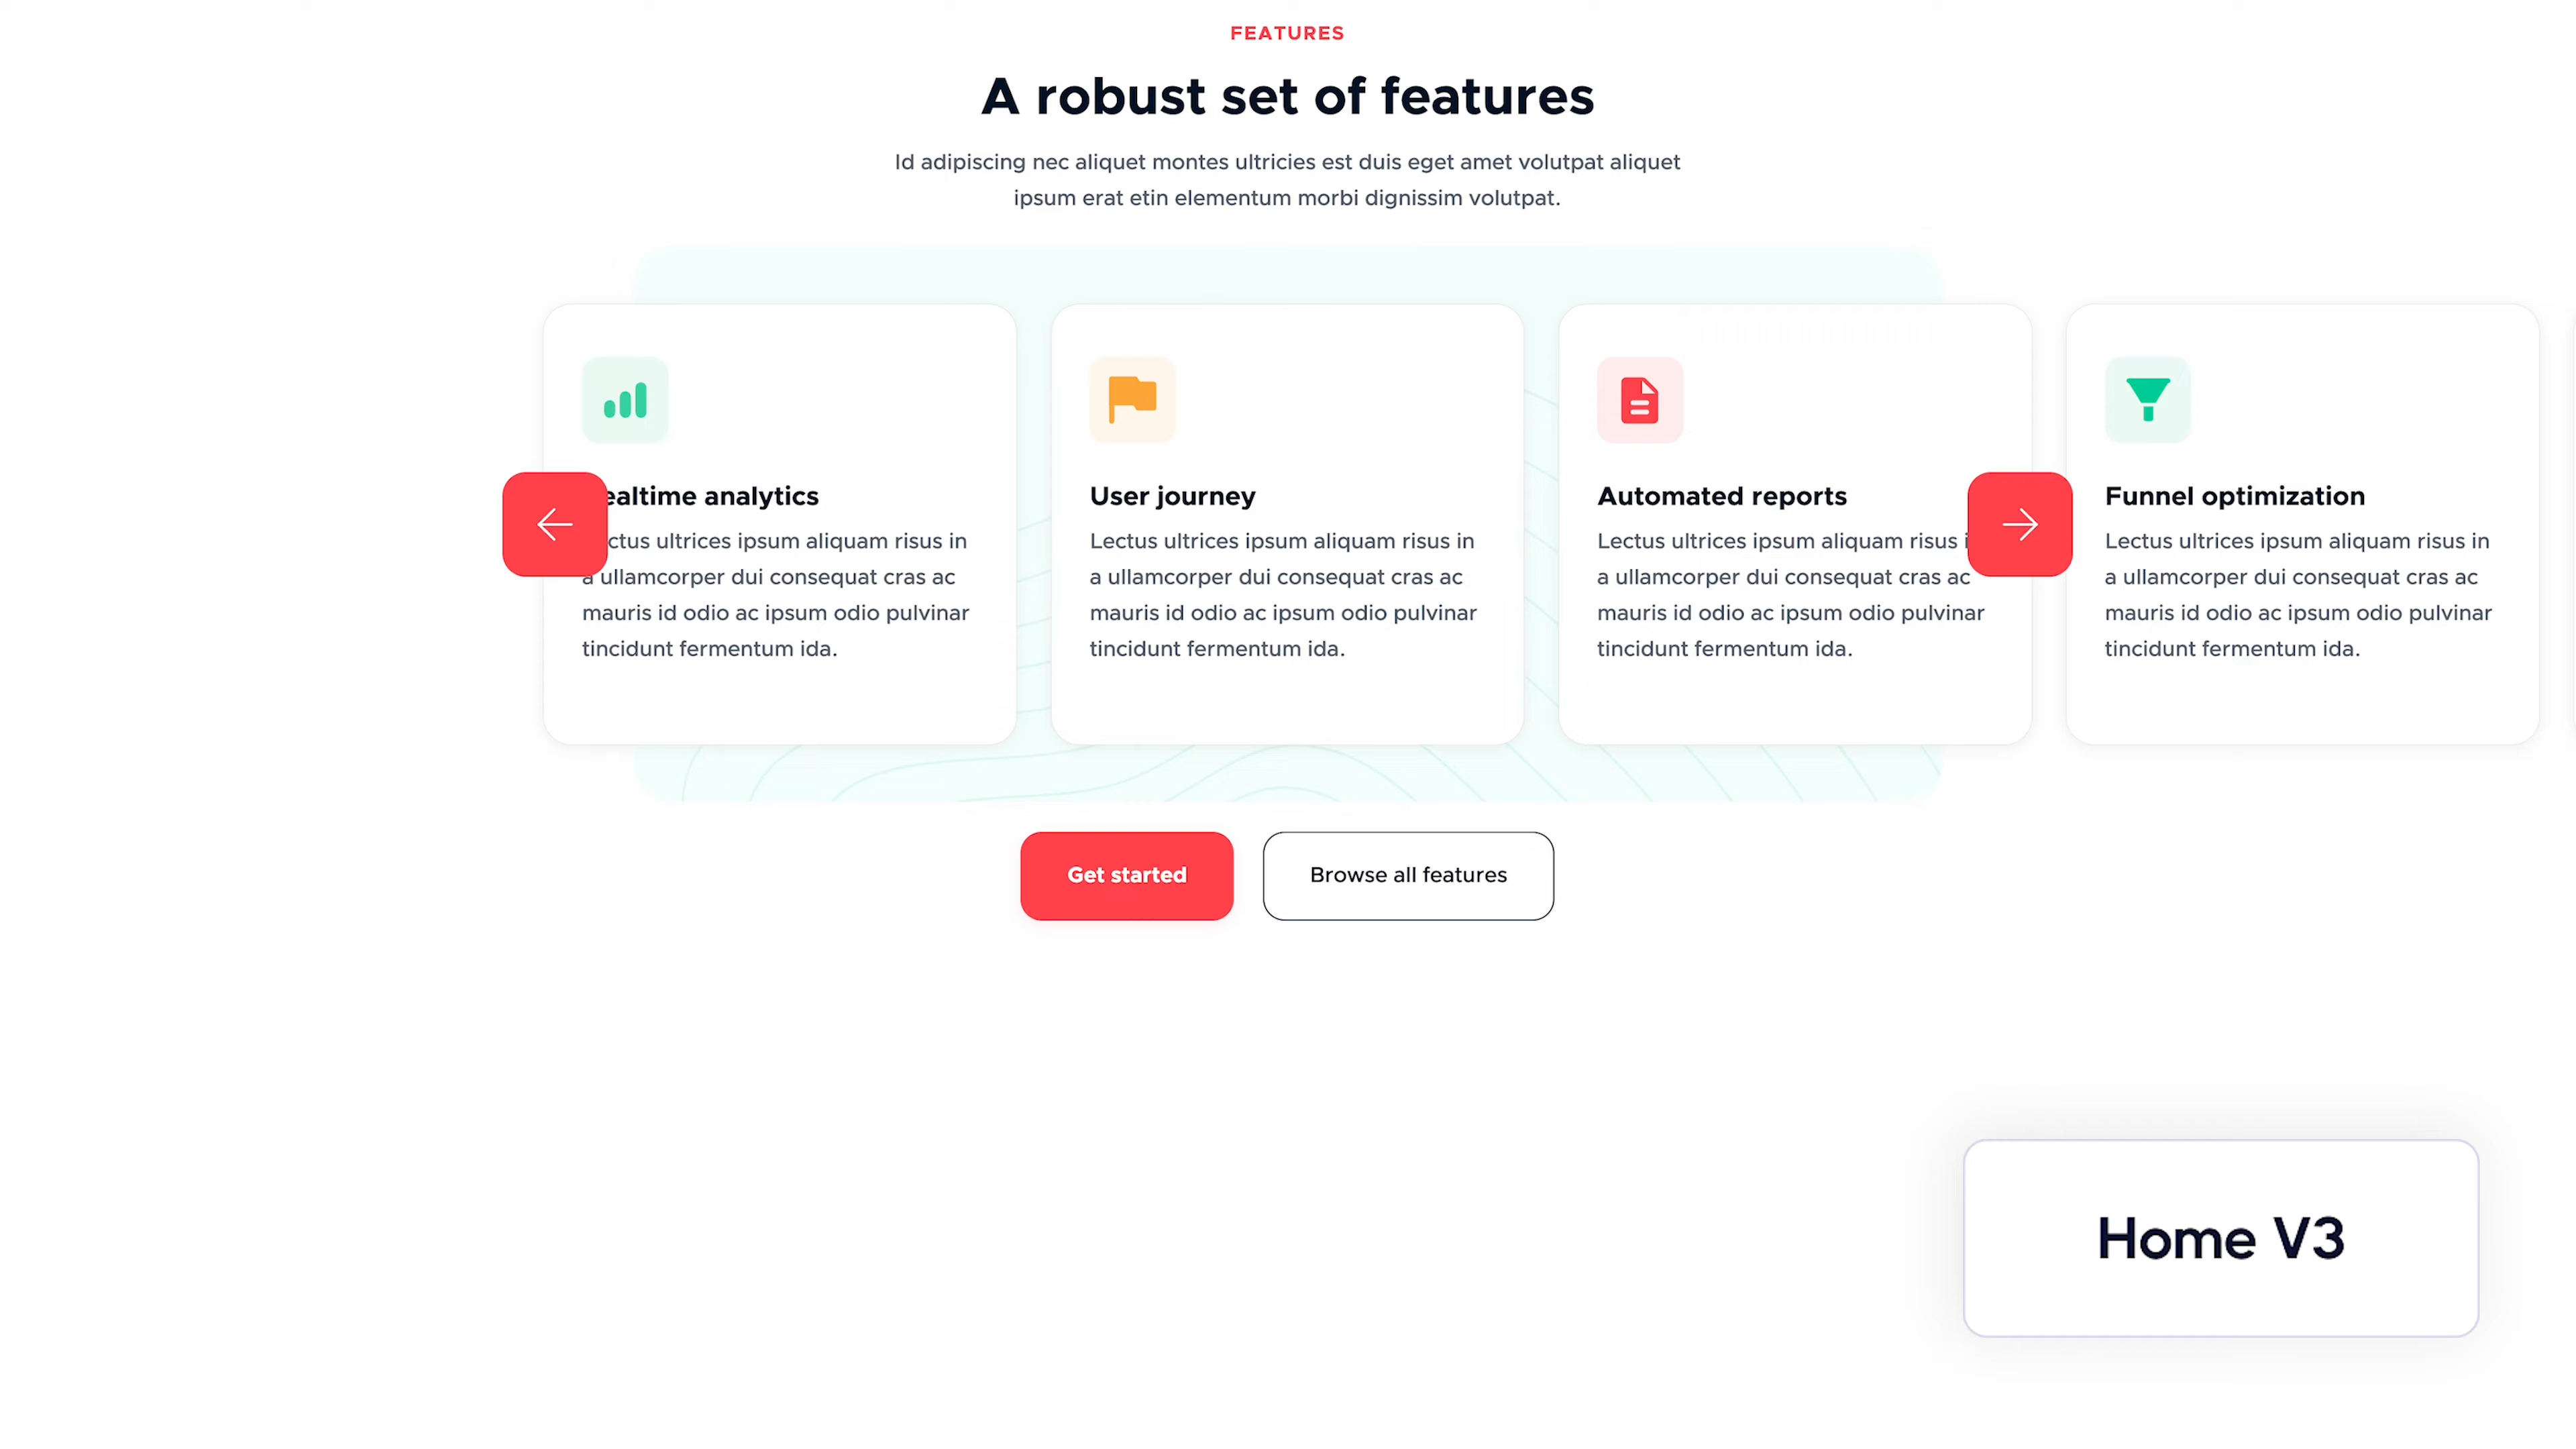 FEATURES
A robust set of features
Id adipiscing nec aliquet montes ultricies est duis eget amet volutpat aliquet
ipsum erat etin elementum morbi dignissim volutpat.
ealtime analytics
ctus ultrices ipsum aliquam risus in
a ullamcorper dui consequat cras ac
mauris id odio ac ipsum odio pulvinar
tincidunt fermentum ida.
User journey
Lectus ultrices ipsum aliquam risus in
a ullamcorper dui consequat cras ac
mauris id odio ac ipsum odio pulvinar
tincidunt fermentum ida.
Automated reports
Lectus ultrices ipsum aliquam risus
a ullamcorper dui consequat cras ac
mauris id odio ac ipsum odio pulvinar
tincidunt fermentum ida.
Funnel optimization
Lectus ultrices ipsum aliquam risus in
a ullamcorper dui consequat cras ac
mauris id odio ac ipsum odio pulvinar
tincidunt fermentum ida.
Get started
Browse all features
Home V3